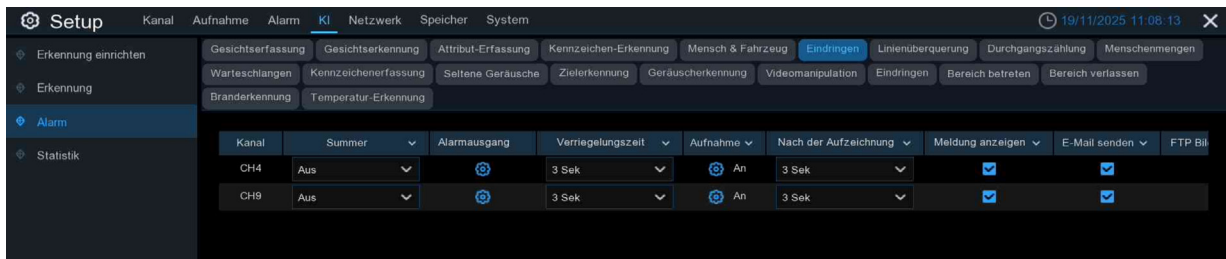 Setup Kanal Aufnahme Alarm KI Netzwerk Speicher System 19/11/2025 11:08:13
Erkennung einrichten
Erkennung
Alarm
Statistik
Gesichtserfassung Gesichtserkennung Attribut-Erfassung Kennzeichen-Erkennung Mensch & Fahrzeug Eindringen Linienüberquerung Durchgangszählung Menschenmengen
Warteschlangen Kennzeichenerfassung Seltene Geräusche Zielerkennung Geräuscherkennung Videomanipulation Eindringen Bereich betreten Bereich verlassen
Branderkennung Temperatur-Erkennung
Kanal Summer Alarmausgang Verriegelungszeit Aufnahme Nach der Aufzeichnung Meldung anzeigen E-Mail senden FTP Bil
CH4 Aus 3 Sek An 3 Sek
CH9 Aus 3 Sek An 3 Sek